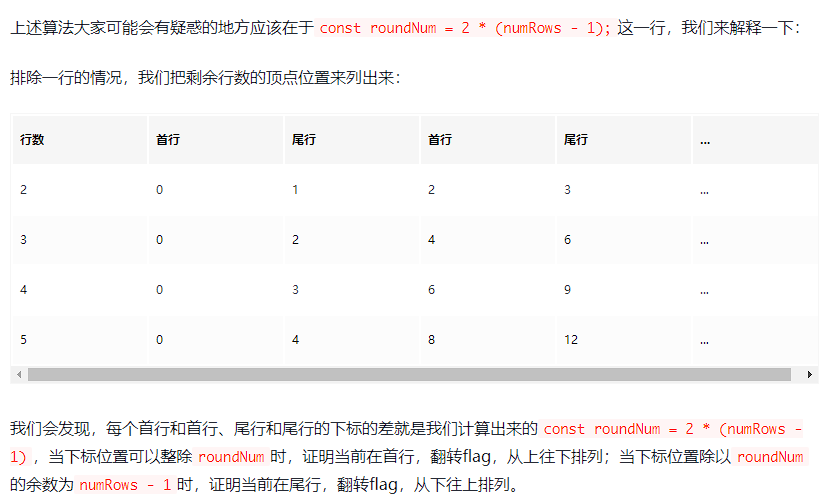 上述算法大家可能会有疑惑的地方应该在于 const roundNum = 2 * (numRows - 1); 这一行，我们来解释一下：
排除一行的情况，我们把剩余行数的顶点位置来列出来：
行数 首行 尾行 首行 尾行 ...
2 0 1 2 3 ...
3 0 2 4 6 ...
4 0 3 6 9 ...
5 0 4 8 12 ...
我们会发现，每个首行和首行、尾行和尾行的下标的差就是我们计算出来的 const roundNum = 2 * (numRows -
1) ，当下标位置可以整除 roundNum 时，证明当前在首行，翻转flag，从上往下排列；当下标位置除以 roundNum
的余数为 numRows - 1 时，证明当前在尾行，翻转flag，从下往上排列。